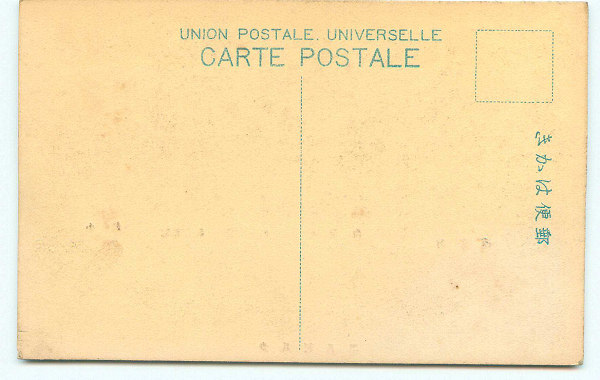 UNION POSTALE. UNIVERSELLE
CARTE POSTALE
郵便はかき